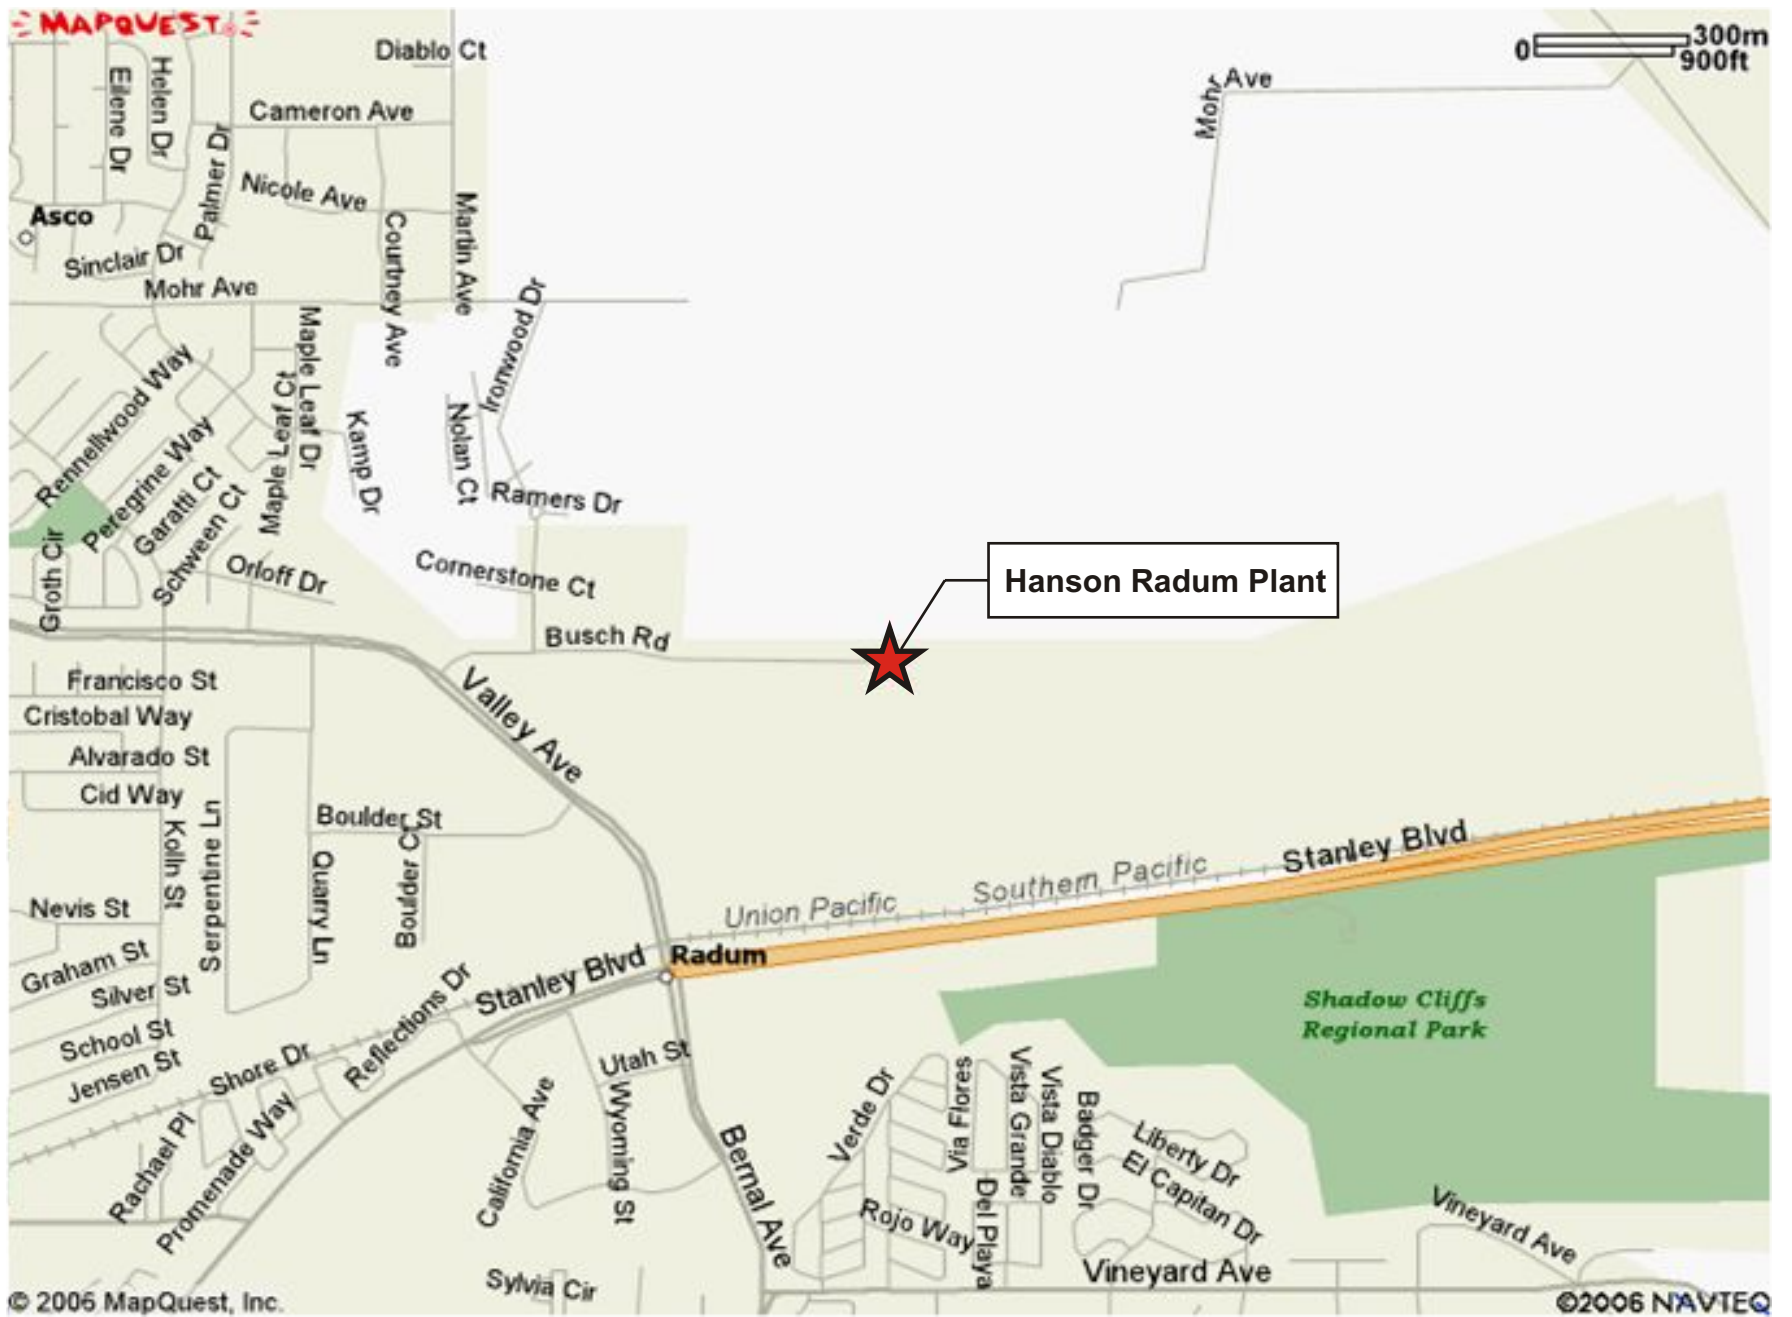 MAPQUEST
Diablo Ct
0 300m
900ft
Mohr Ave
Helen Dr
Eilene Dr
Cameron Ave
Palmer Dr
Nicole Ave
Martin Ave
Courtney Ave
Asco
Sinclair Dr
Mohr Ave
Ironwood Dr
Maple Leaf Dr
Maple Leaf Ct
Rennellwood Way
Peregrine Way
Garatti Ct
Schween Ct
Kamp Dr
Nolan Ct
Ramers Dr
Groth Cir
Orloff Dr
Cornerstone Ct
Hanson Radum Plant
Busch Rd
Francisco St
Cristobal Way
Alvarado St
Cid Way
Valley Ave
Boulder St
Boulder Ct
Kolln St
Serpentine Ln
Quarry Ln
Stanley Blvd
Southern Pacific
Union Pacific
Nevis St
Graham St
Silver St
School St
Jensen St
Radum
Stanley Blvd
Reflections Dr
Shore Dr
Shadow Cliffs
Regional Park
Utah St
Rachael Pl
Promenade Way
California Ave
Wyoming St
Bernal Ave
Verde Dr
Via Flores
Vista Grande
Vista Diablo
Badger Dr
Liberty Dr
El Capitan Dr
Rojo Way
Del Playa
Vineyard Ave
Vineyard Ave
Sylvia Cir
© 2006 MapQuest, Inc.
©2006 NAVTEQ